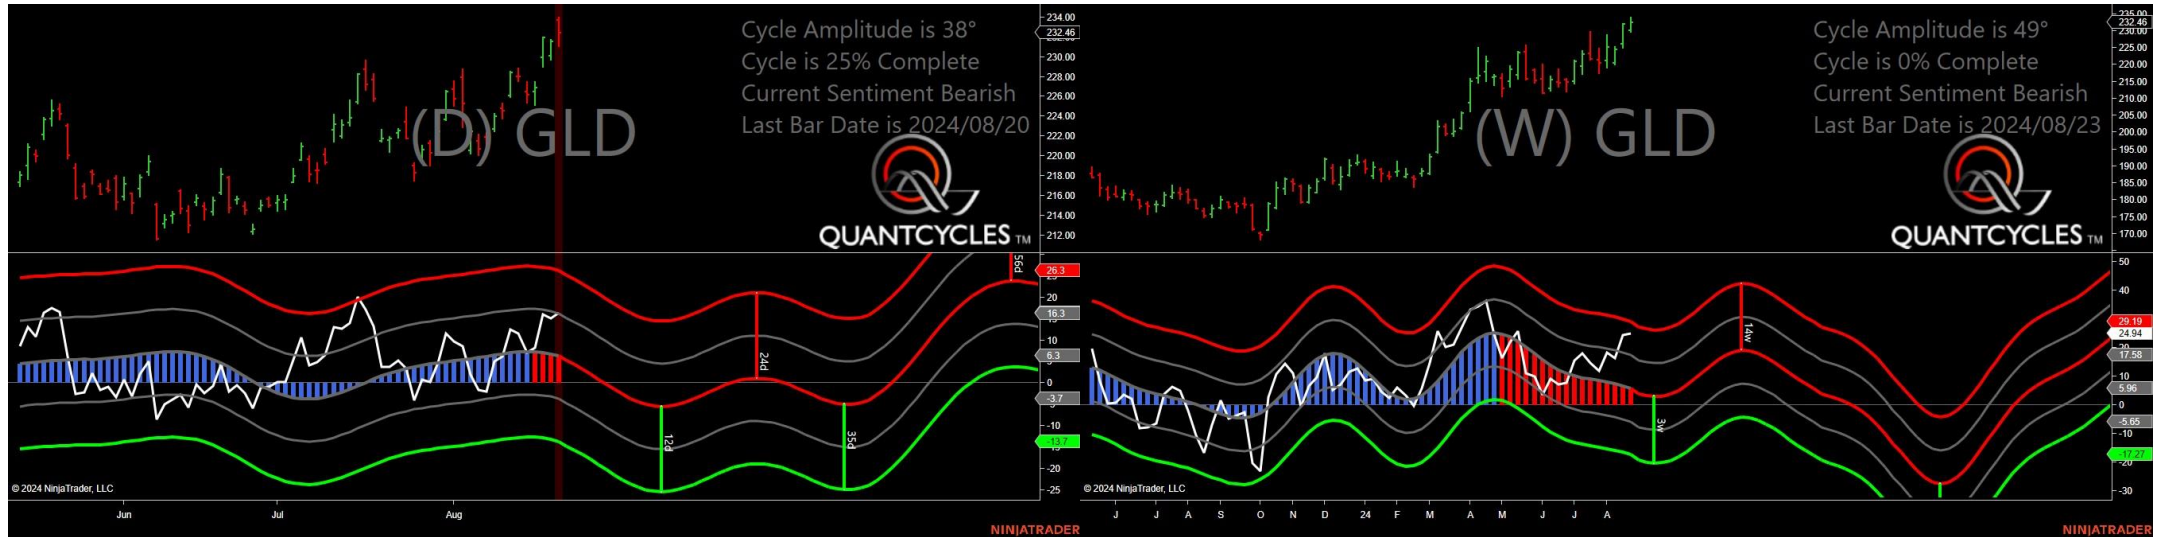 Cycle Amplitude is 38°
Cycle is 25% Complete
Current Sentiment Bearish
Last Bar Date is 2024/08/20
(D) GLD
QUANTCYCLES TM
234.00
232.46
230.00
228.00
226.00
224.00
222.00
220.00
218.00
216.00
214.00
212.00
56d
26.3
20
16.3
10
6.3
0
-3.7
-10
-13.7
-20
-25
24d
12d
35d
© 2024 NinjaTrader, LLC
Jun
Jul
Aug
NINJATRADER
Cycle Amplitude is 49°
Cycle is 0% Complete
Current Sentiment Bearish
Last Bar Date is 2024/08/23
(W) GLD
QUANTCYCLES TM
235.00
232.46
230.00
225.00
220.00
215.00
210.00
205.00
200.00
195.00
190.00
185.00
180.00
175.00
170.00
50
40
29.19
24.94
17.58
10
5.96
0
-5.65
-10
-17.27
-20
-30
14w
3w
© 2024 NinjaTrader, LLC
J
J
A
S
O
N
D
24
F
M
A
M
J
J
A
NINJATRADER